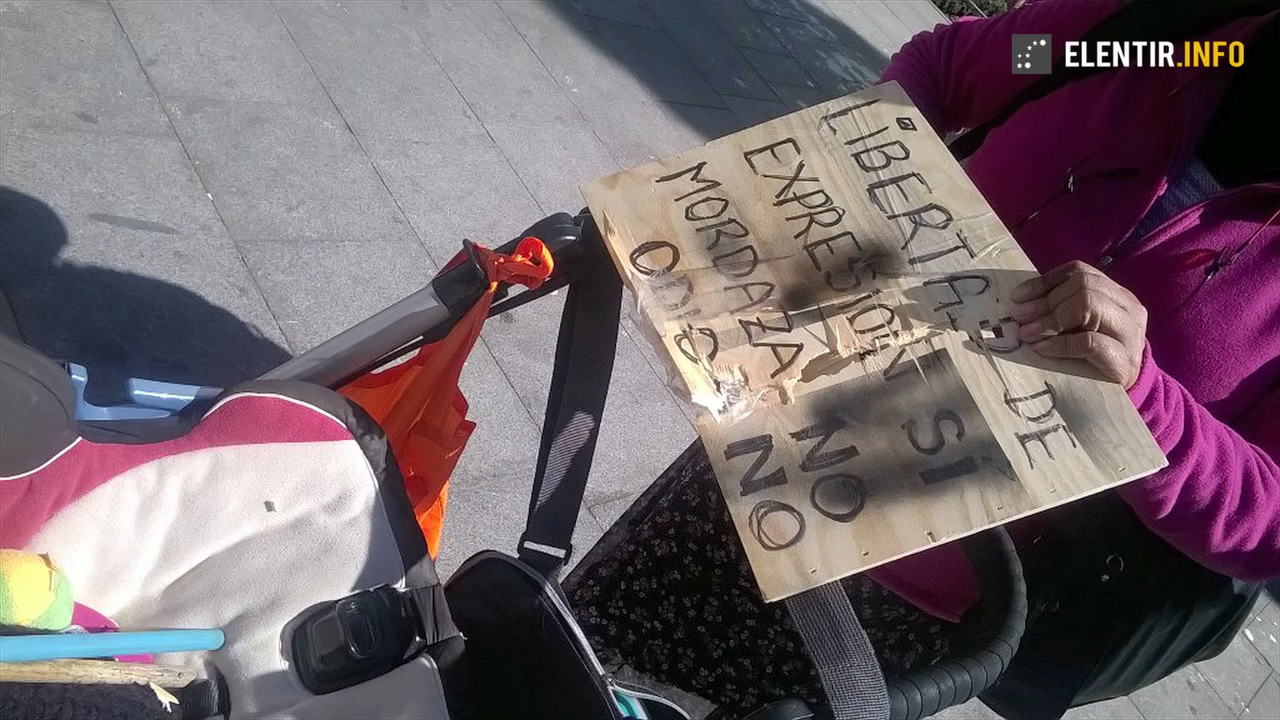 ELENTIR.INFO
LIBERTAD DE
EXPRESIÓN SÍ
MORDAZA NO
ODIO NO